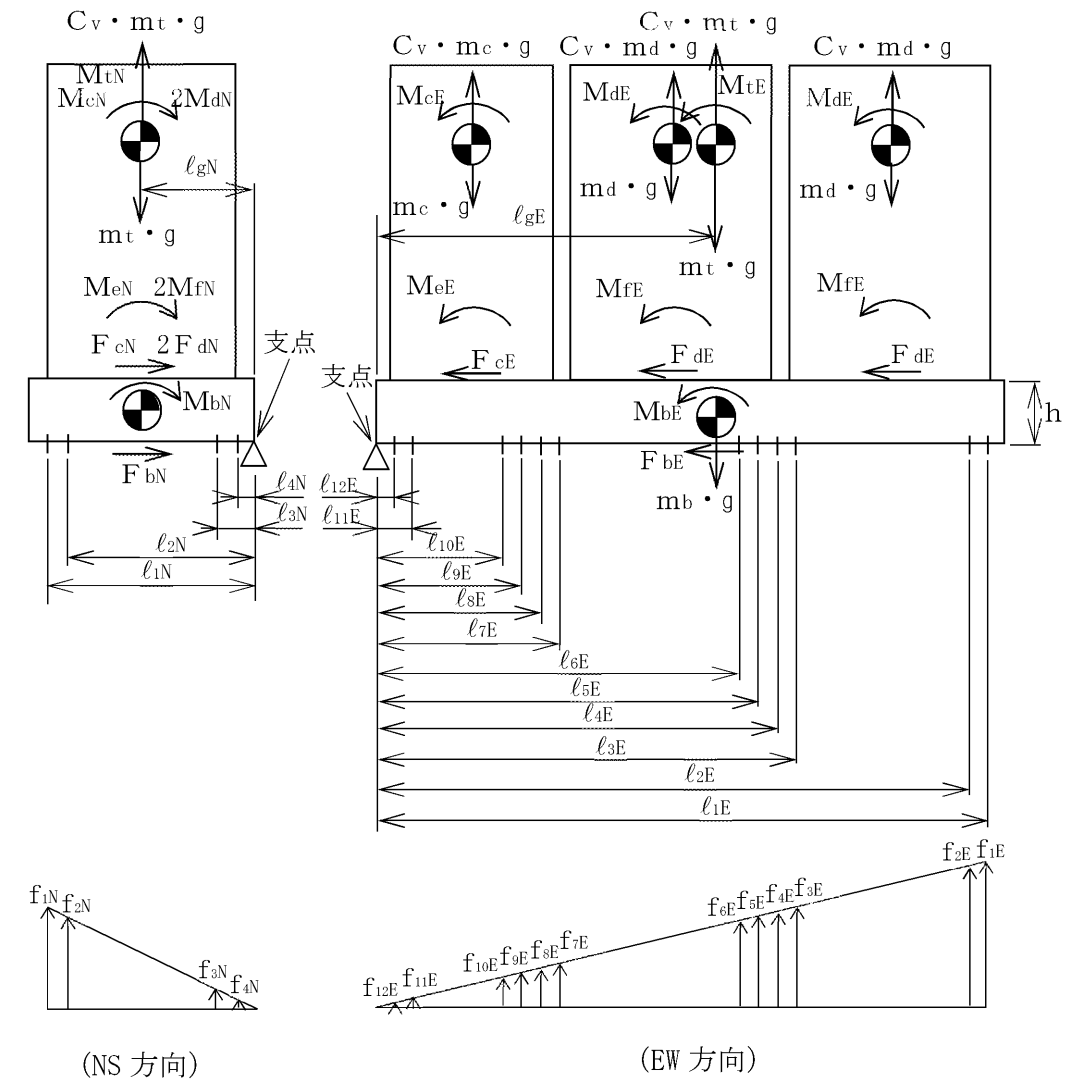 Cv・mt・g
MtN
McN
2MdN
ℓgN
mt・g
MeN 2MfN
FcN 2FdN
MbN
FbN
支点
ℓ4N
ℓ3N
ℓ2N
ℓ1N
Cv・mt・g
Cv・mc・g
Cv・md・g
Cv・md・g
McE
MdE
MtE
MdE
mc・g
md・g
md・g
ℓgE
mt・g
MeE
MfE
MfE
FcE
FdE
FdE
支点
MbE
h
FbE
mb・g
ℓ12E
ℓ11E
ℓ10E
ℓ9E
ℓ8E
ℓ7E
ℓ6E
ℓ5E
ℓ4E
ℓ3E
ℓ2E
ℓ1E
f1N
f2N
f3N
f4N
(NS 方向)
f12E
f11E
f10E
f9E
f8E
f7E
f6E
f5E
f4E
f3E
f2E
f1E
(EW 方向)